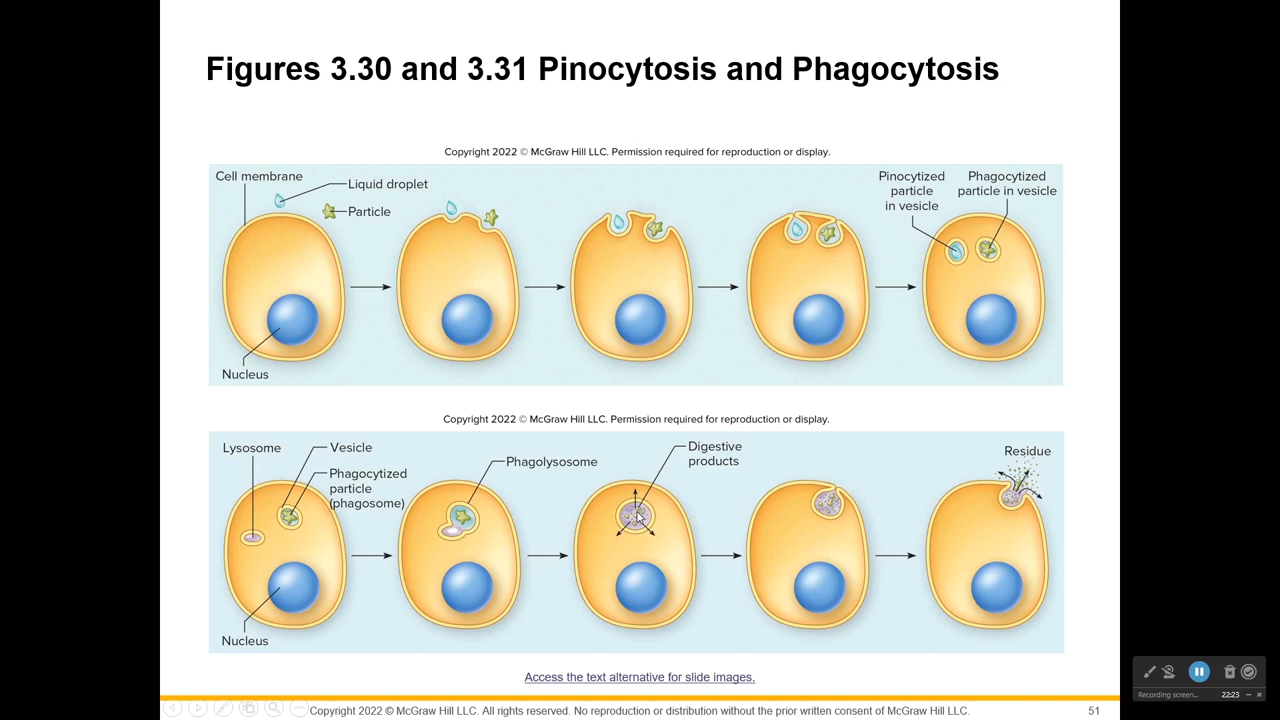 Figures 3.30 and 3.31 Pinocytosis and Phagocytosis
Copyright 2022 © McGraw Hill LLC. Permission required for reproduction or display.
Cell membrane
Liquid droplet
Particle
Nucleus
Pinocytized
particle
in vesicle
Phagocytized
particle in vesicle
Copyright 2022 © McGraw Hill LLC. Permission required for reproduction or display.
Lysosome
Vesicle
Phagocytized
particle
(phagosome)
Nucleus
Phagolysosome
Digestive
products
Residue
Access the text alternative for slide images.
Copyright 2022 © McGraw Hill LLC. All rights reserved. No reproduction or distribution without the prior written consent of McGraw Hill LLC.
51
Recording screen...
22:23